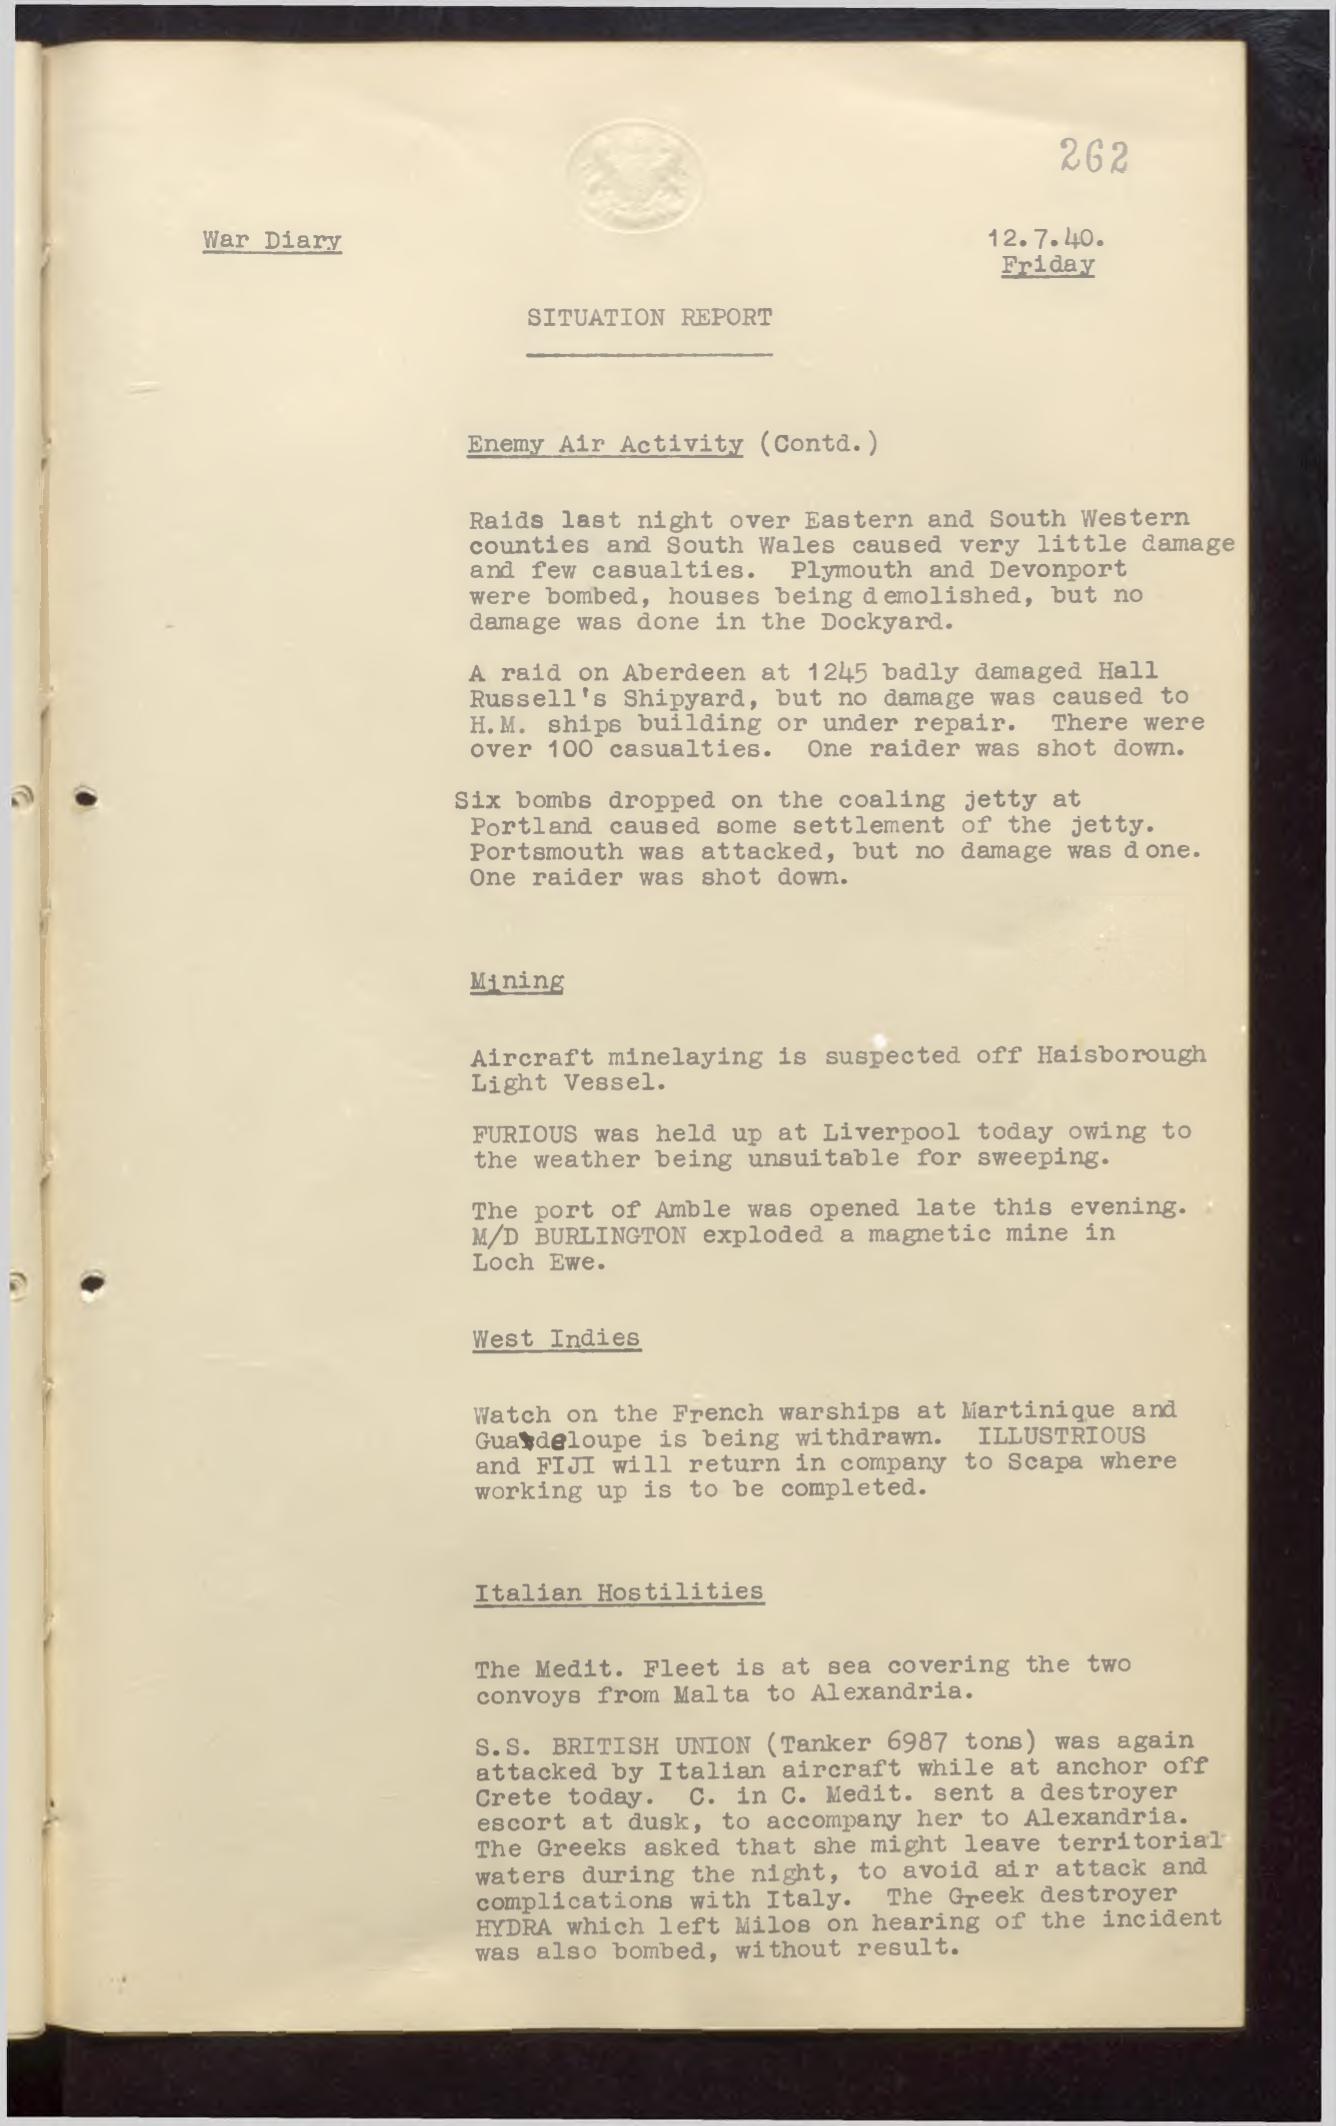 262
War Diary
12.7.40.
Friday
SITUATION REPORT
Enemy Air Activity (Contd.)
Raids last night over Eastern and South Western
counties and South Wales caused very little damage
and few casualties. Plymouth and Devonport
were bombed, houses being demolished, but no
damage was done in the Dockyard.
A raid on Aberdeen at 1245 badly damaged Hall
Russell's Shipyard, but no damage was caused to
H.M. ships building or under repair. There were
over 100 casualties. One raider was shot down.
Six bombs dropped on the coaling jetty at
Portland caused some settlement of the jetty.
Portsmouth was attacked, but no damage was done.
One raider was shot down.
Mining
Aircraft minelaying is suspected off Haisborough
Light Vessel.
FURIOUS was held up at Liverpool today owing to
the weather being unsuitable for sweeping.
The port of Amble was opened late this evening.
M/D BURLINGTON exploded a magnetic mine in
Loch Ewe.
West Indies
Watch on the French warships at Martinique and
Guadeloupe is being withdrawn. ILLUSTRIOUS
and FIJI will return in company to Scapa where
working up is to be completed.
Italian Hostilities
The Medit. Fleet is at sea covering the two
convoys from Malta to Alexandria.
S.S. BRITISH UNION (Tanker 6987 tons) was again
attacked by Italian aircraft while at anchor off
Crete today. C. in C. Medit. sent a destroyer
escort at dusk, to accompany her to Alexandria.
The Greeks asked that she might leave territorial
waters during the night, to avoid air attack and
complications with Italy. The Greek destroyer
HYDRA which left Milos on hearing of the incident
was also bombed, without result.